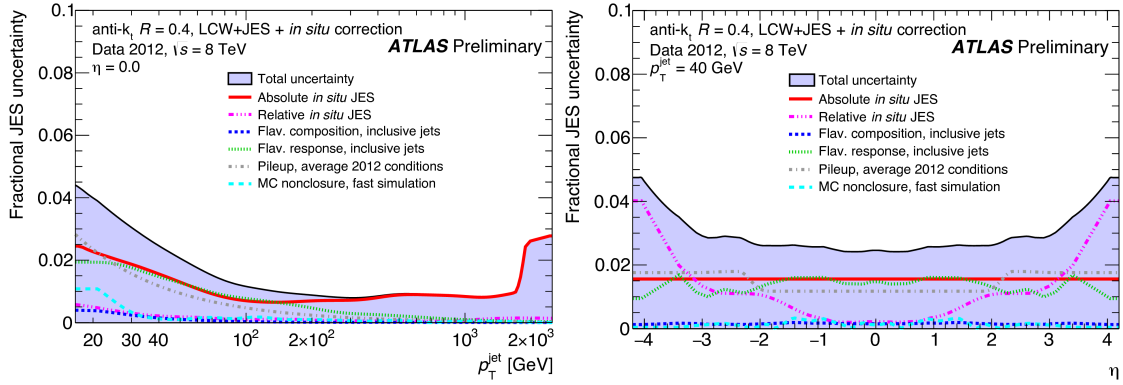 Fractional JES uncertainty
0.1
0.08
0.06
0.04
0.02
0
anti-kt R = 0.4, LCW+JES + in situ correction
Data 2012, √s = 8 TeV
η = 0.0
ATLAS Preliminary
Total uncertainty
Absolute in situ JES
Relative in situ JES
Flav. composition, inclusive jets
Flav. response, inclusive jets
Pileup, average 2012 conditions
MC nonclosure, fast simulation
20 30 40 10² 2×10² 10³ 2×10³
pTjet [GeV]
Fractional JES uncertainty
0.1
0.08
0.06
0.04
0.02
0
anti-kt R = 0.4, LCW+JES + in situ correction
Data 2012, √s = 8 TeV
pTjet = 40 GeV
ATLAS Preliminary
Total uncertainty
Absolute in situ JES
Relative in situ JES
Flav. composition, inclusive jets
Flav. response, inclusive jets
Pileup, average 2012 conditions
MC nonclosure, fast simulation
−4 −3 −2 −1 0 1 2 3 4
η